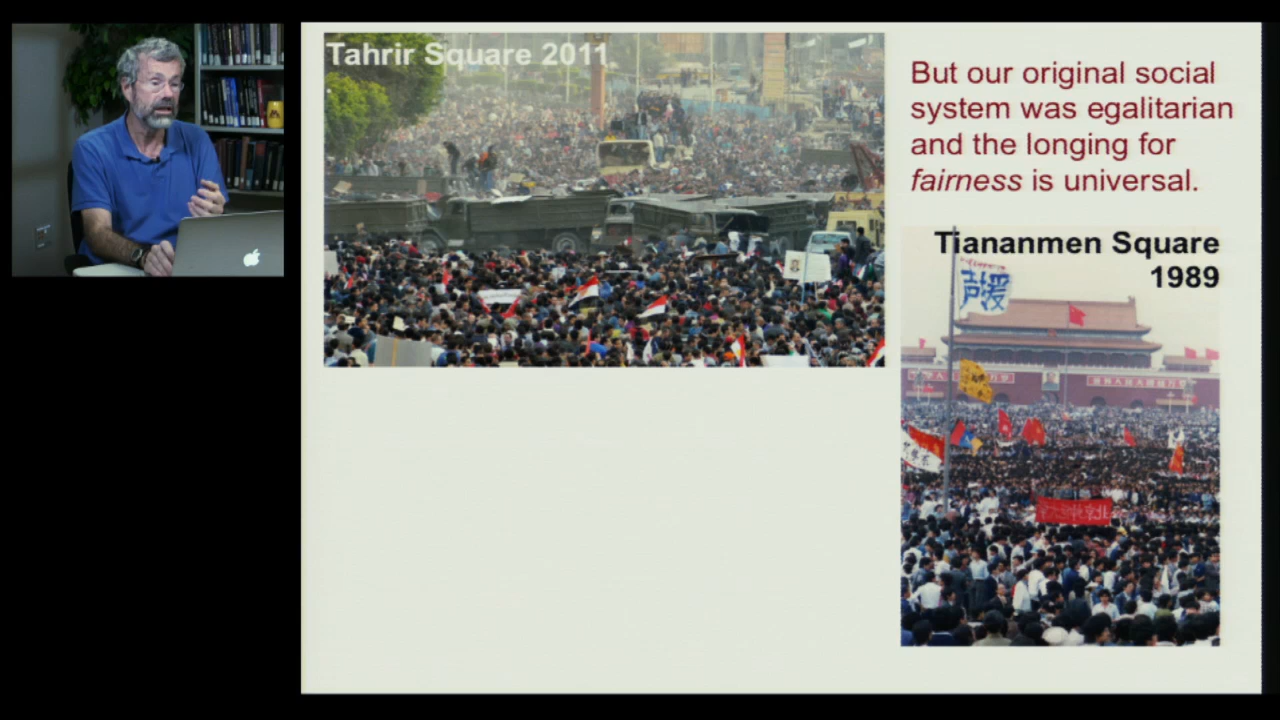 Tahrir Square 2011
But our original social
system was egalitarian
and the longing for
fairness is universal.
Tiananmen Square
1989
声援